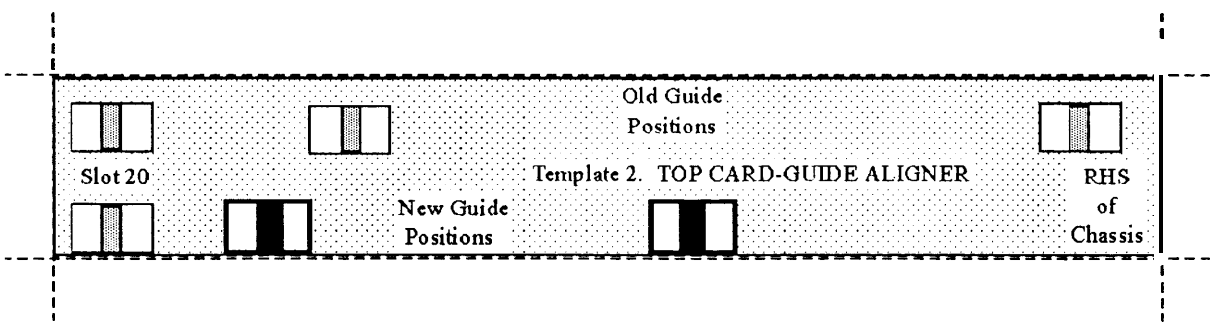 Old Guide
Positions
Slot 20
Template 2. TOP CARD-GUIDE ALIGNER
RHS
of
Chassis
New Guide
Positions